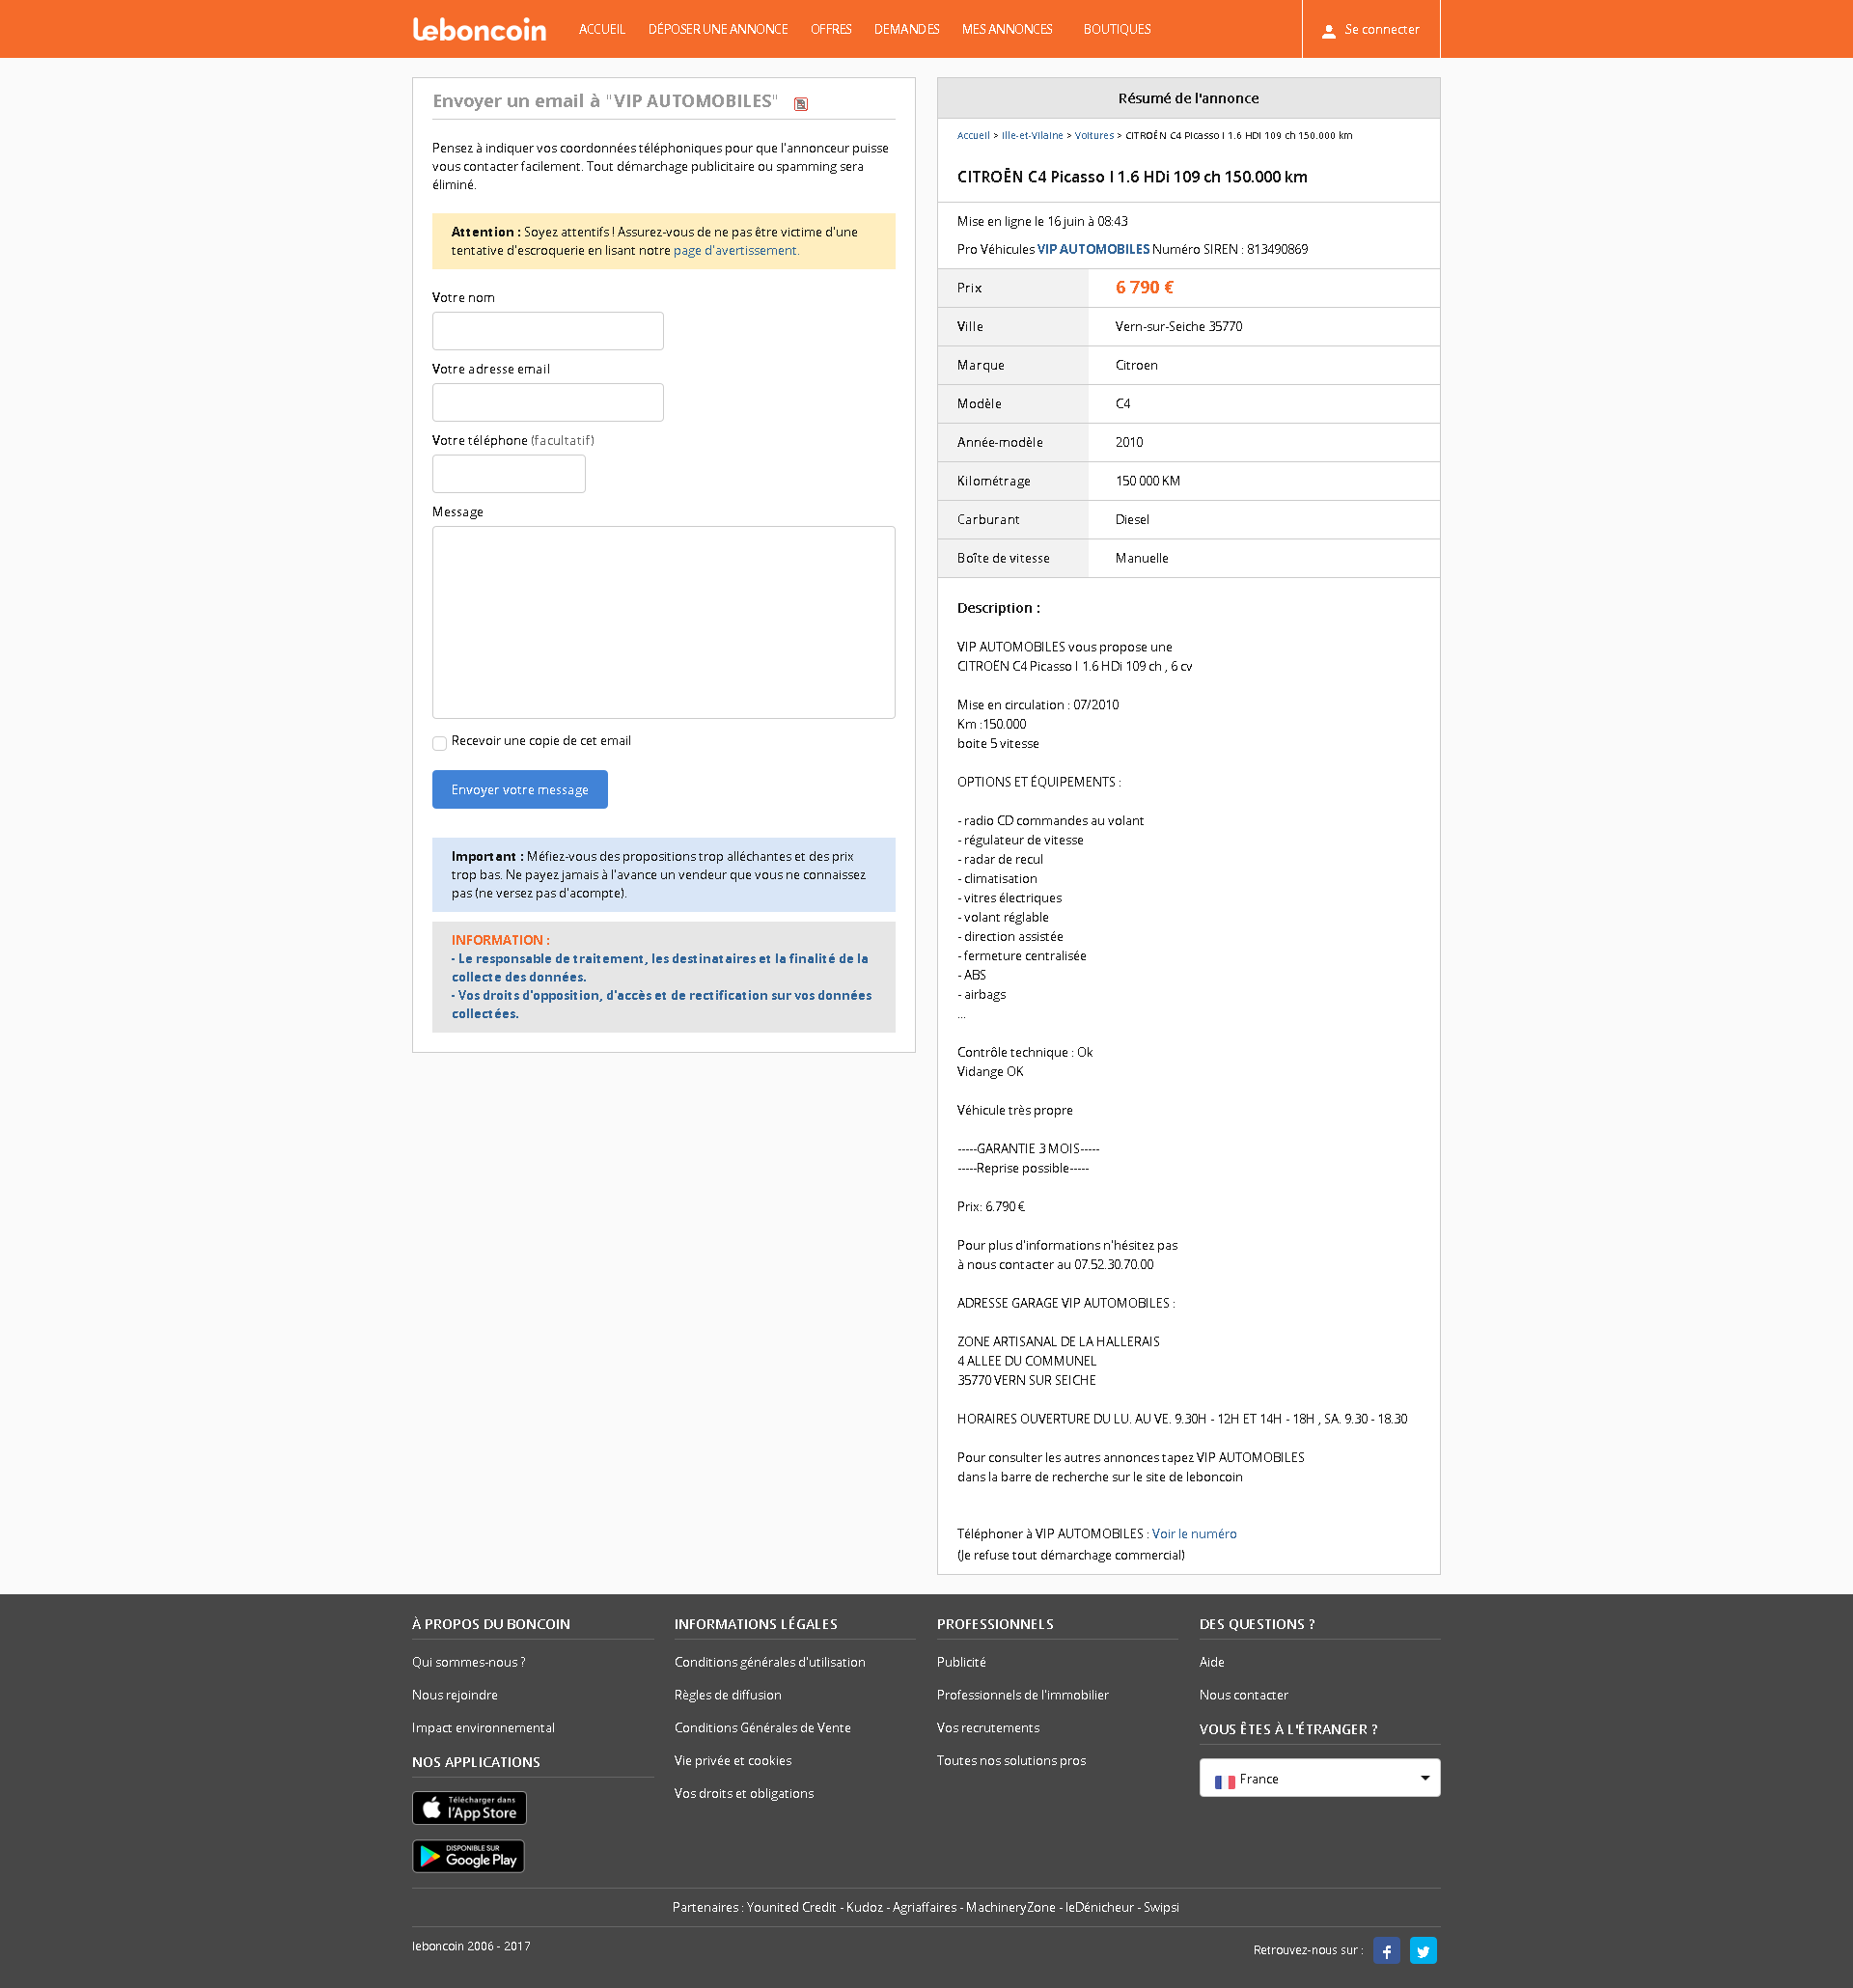 leboncoin
ACCUEIL DÉPOSER UNE ANNONCE OFFRES DEMANDES MES ANNONCES BOUTIQUES
Se connecter
Envoyer un email à "VIP AUTOMOBILES"
Pensez à indiquer vos coordonnées téléphoniques pour que l'annonceur puisse
vous contacter facilement. Tout démarchage publicitaire ou spamming sera
éliminé.
Attention : Soyez attentifs ! Assurez-vous de ne pas être victime d'une
tentative d'escroquerie en lisant notre page d'avertissement.
Votre nom
Votre adresse email
Votre téléphone (facultatif)
Message
Recevoir une copie de cet email
Envoyer votre message
Important : Méfiez-vous des propositions trop alléchantes et des prix
trop bas. Ne payez jamais à l'avance un vendeur que vous ne connaissez
pas (ne versez pas d'acompte).
INFORMATION :
- Le responsable de traitement, les destinataires et la finalité de la
collecte des données.
- Vos droits d'opposition, d'accès et de rectification sur vos données
collectées.
Résumé de l'annonce
Accueil > Ille-et-Vilaine > Voitures > CITROËN C4 Picasso I 1.6 HDi 109 ch 150.000 km
CITROËN C4 Picasso I 1.6 HDi 109 ch 150.000 km
Mise en ligne le 16 juin à 08:43
Pro Véhicules VIP AUTOMOBILES Numéro SIREN : 813490869
Prix 6 790 €
Ville Vern-sur-Seiche 35770
Marque Citroen
Modèle C4
Année-modèle 2010
Kilométrage 150 000 KM
Carburant Diesel
Boîte de vitesse Manuelle
Description :
VIP AUTOMOBILES vous propose une
CITROËN C4 Picasso I 1.6 HDi 109 ch , 6 cv
Mise en circulation : 07/2010
Km :150.000
boite 5 vitesse
OPTIONS ET ÉQUIPEMENTS :
- radio CD commandes au volant
- régulateur de vitesse
- radar de recul
- climatisation
- vitres électriques
- volant réglable
- direction assistée
- fermeture centralisée
- ABS
- airbags
...
Contrôle technique : Ok
Vidange OK
Véhicule très propre
-----GARANTIE 3 MOIS-----
-----Reprise possible-----
Prix: 6.790 €
Pour plus d'informations n'hésitez pas
à nous contacter au 07.52.30.70.00
ADRESSE GARAGE VIP AUTOMOBILES :
ZONE ARTISANAL DE LA HALLERAIS
4 ALLEE DU COMMUNEL
35770 VERN SUR SEICHE
HORAIRES OUVERTURE DU LU. AU VE. 9.30H - 12H ET 14H - 18H , SA. 9.30 - 18.30
Pour consulter les autres annonces tapez VIP AUTOMOBILES
dans la barre de recherche sur le site de leboncoin
Téléphoner à VIP AUTOMOBILES : Voir le numéro
(Je refuse tout démarchage commercial)
À PROPOS DU BONCOIN
Qui sommes-nous ?
Nous rejoindre
Impact environnemental
NOS APPLICATIONS
Télécharger dans
l'App Store
DISPONIBLE SUR
Google Play
INFORMATIONS LÉGALES
Conditions générales d'utilisation
Règles de diffusion
Conditions Générales de Vente
Vie privée et cookies
Vos droits et obligations
PROFESSIONNELS
Publicité
Professionnels de l'immobilier
Vos recrutements
Toutes nos solutions pros
DES QUESTIONS ?
Aide
Nous contacter
VOUS ÊTES À L'ÉTRANGER ?
France
Partenaires : Younited Credit - Kudoz - Agriaffaires - MachineryZone - leDénicheur - Swipsi
leboncoin 2006 - 2017
Retrouvez-nous sur :